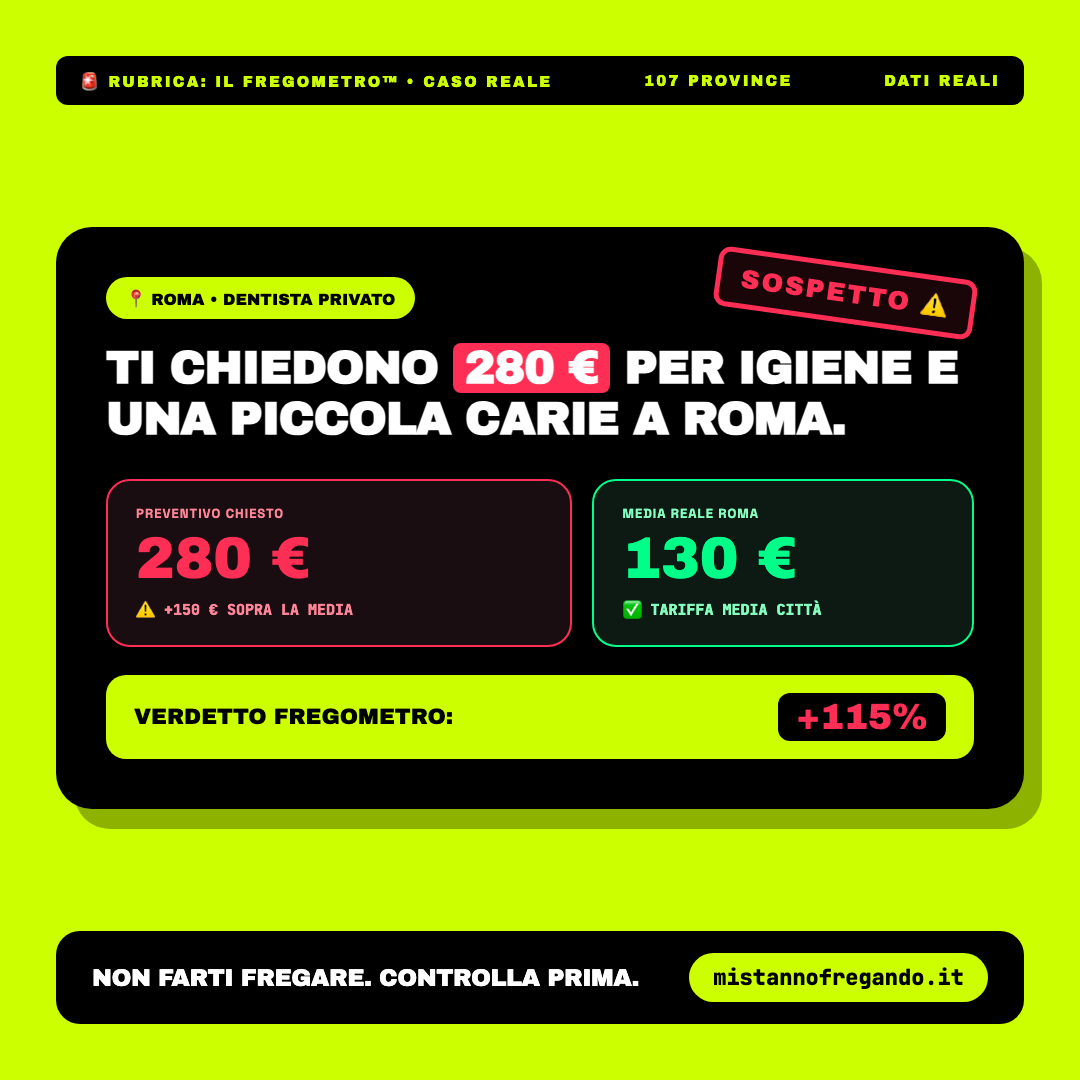 🚨 RUBRICA: IL FREGOMETRO™ • CASO REALE 107 PROVINCE DATI REALI
SOSPETTO ⚠️
📍 ROMA • DENTISTA PRIVATO
TI CHIEDONO 280 € PER IGIENE E
UNA PICCOLA CARIE A ROMA.
PREVENTIVO CHIESTO
280 €
⚠️ +150 € SOPRA LA MEDIA
MEDIA REALE ROMA
130 €
✅ TARIFFA MEDIA CITTÀ
VERDETTO FREGOMETRO: +115%
NON FARTI FREGARE. CONTROLLA PRIMA. mistannofregando.it